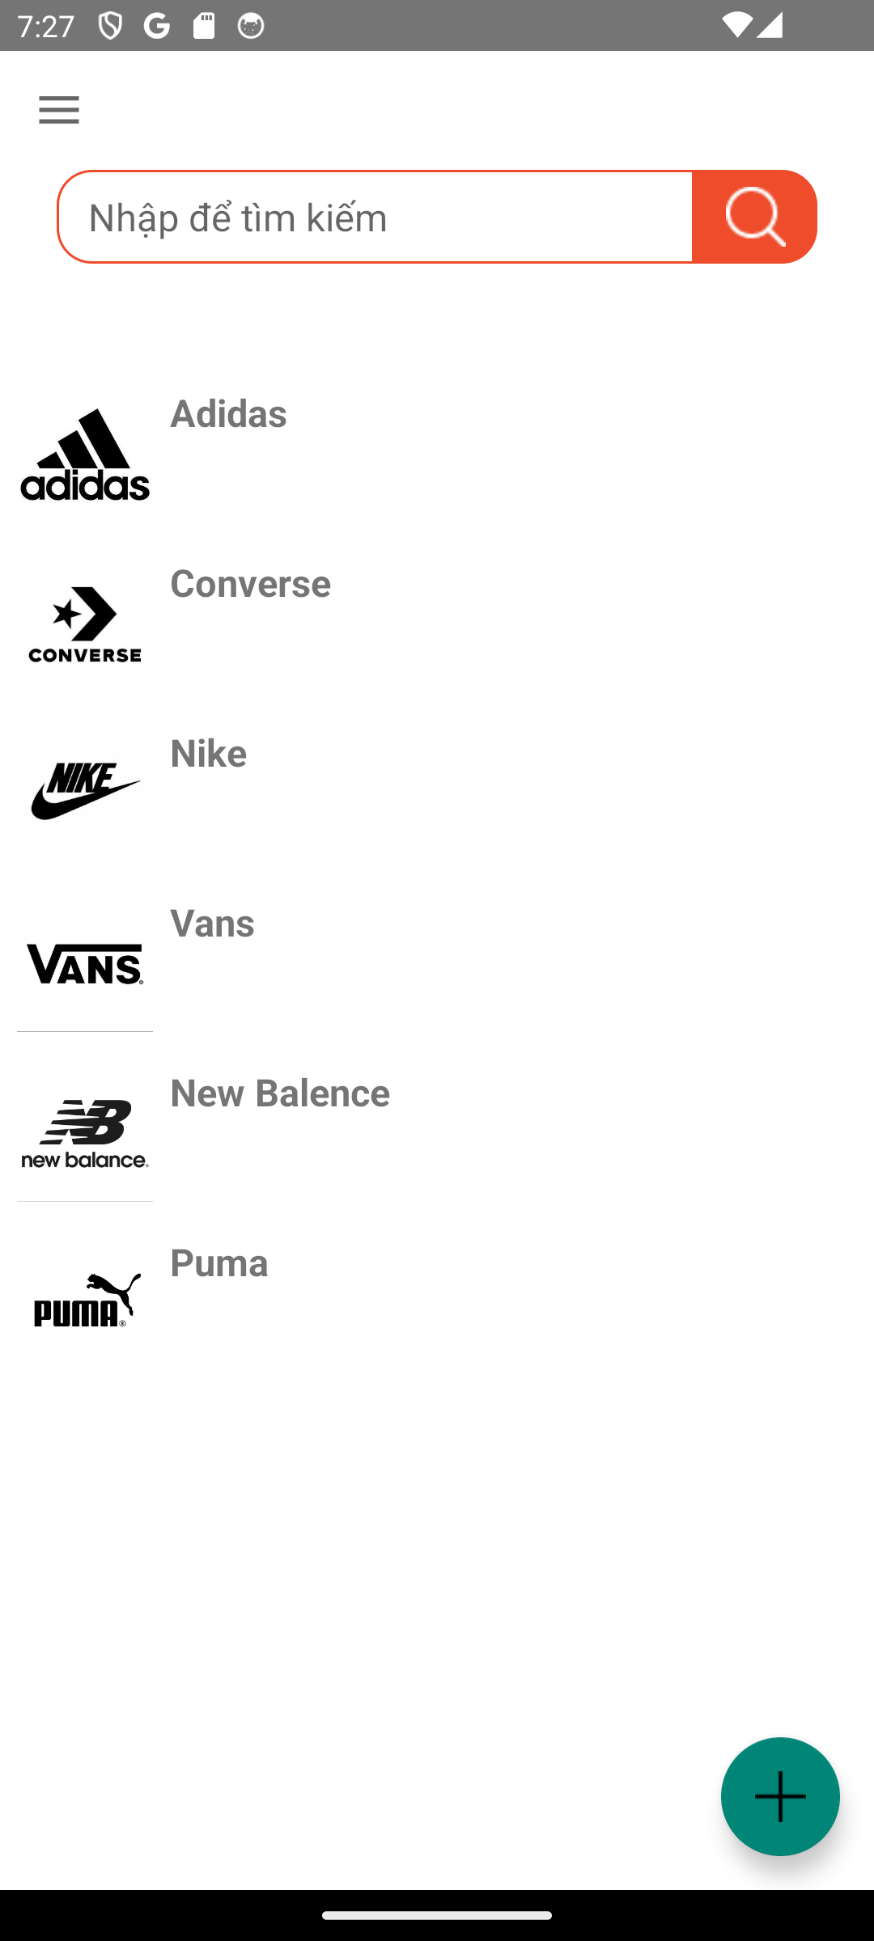 7:27
Nhập để tìm kiếm
Adidas
adidas
Converse
CONVERSE
Nike
NIKE
Vans
VANS
New Balence
new balance
Puma
PUMA